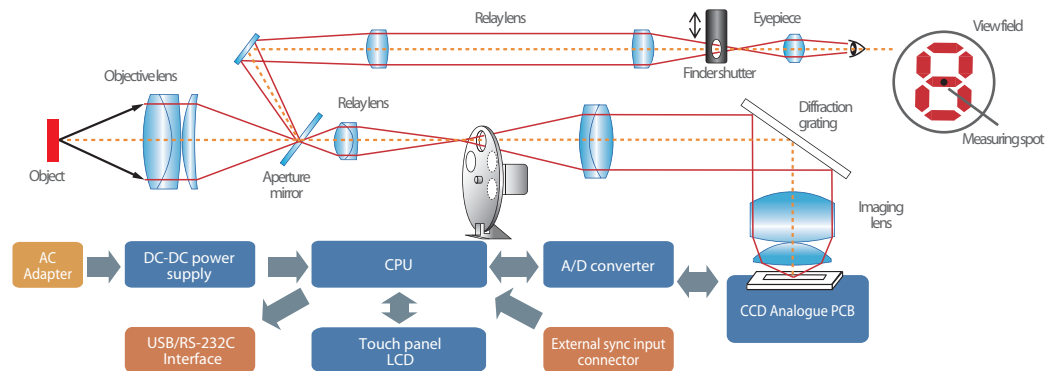 Relay lens
Eyepiece
View field
Finder shutter
Objective lens
Relay lens
Diffraction
grating
Measuring spot
Object
Aperture
mirror
Imaging
lens
AC
Adapter
DC-DC power
supply
CPU
A/D converter
CCD Analogue PCB
USB/RS-232C
Interface
Touch panel
LCD
External sync input
connector